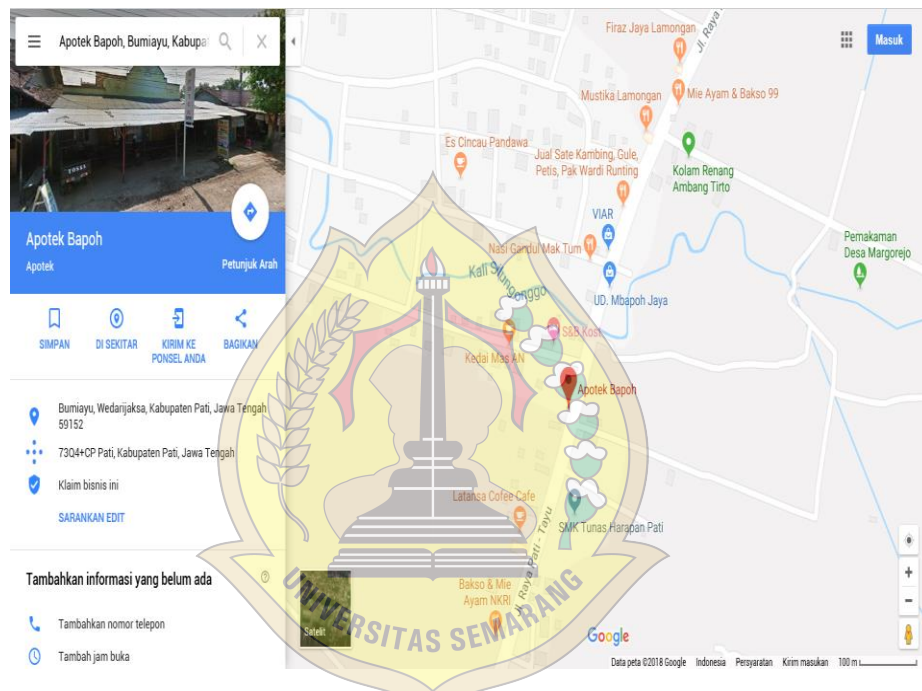 Apotek Bapoh, Bumiayu, Kabupa
Masuk
Apotek Bapoh
Apotek
Petunjuk Arah
SIMPAN
DI SEKITAR
KIRIM KE
PONSEL ANDA
BAGIKAN
Bumiayu, Wedarijaksa, Kabupaten Pati, Jawa Tengah
59152
73Q4+CP Pati, Kabupaten Pati, Jawa Tengah
Klaim bisnis ini
SARANKAN EDIT
Tambahkan informasi yang belum ada
Tambahkan nomor telepon
Tambah jam buka
Satelit
Firaz Jaya Lamongan
Jl. Raya
Mustika Lamongan
Mie Ayam & Bakso 99
Es Cincau Pandawa
Jual Sate Kambing, Gule,
Petis, Pak Wardi Runting
Kolam Renang
Ambang Tirto
VIAR
Nasi Gandul Mak Tum
Pemakaman
Desa Margorejo
Kali Silungonggo
UD. Mbapoh Jaya
S&B Kost
Kedai Mas AN
Apotek Bapoh
Latansa Cofee Cafe
SMK Tunas Harapan Pati
Jl. Raya Pati - Tayu
Bakso & Mie
Ayam NKRI
UNIVERSITAS SEMARANG
Google
Data peta ©2018 Google Indonesia Persyaratan Kirim masukan 100 m